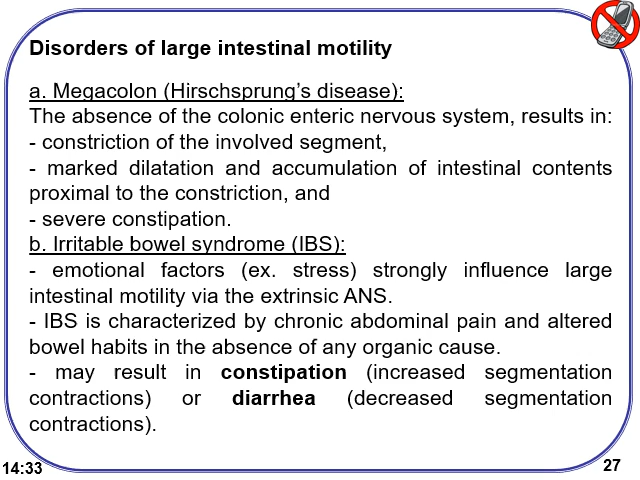 Disorders of large intestinal motility
a. Megacolon (Hirschsprung’s disease):
The absence of the colonic enteric nervous system, results in:
- constriction of the involved segment,
- marked dilatation and accumulation of intestinal contents
proximal to the constriction, and
- severe constipation.
b. Irritable bowel syndrome (IBS):
- emotional factors (ex. stress) strongly influence large
intestinal motility via the extrinsic ANS.
- IBS is characterized by chronic abdominal pain and altered
bowel habits in the absence of any organic cause.
- may result in constipation (increased segmentation
contractions) or diarrhea (decreased segmentation
contractions).
14:33
27